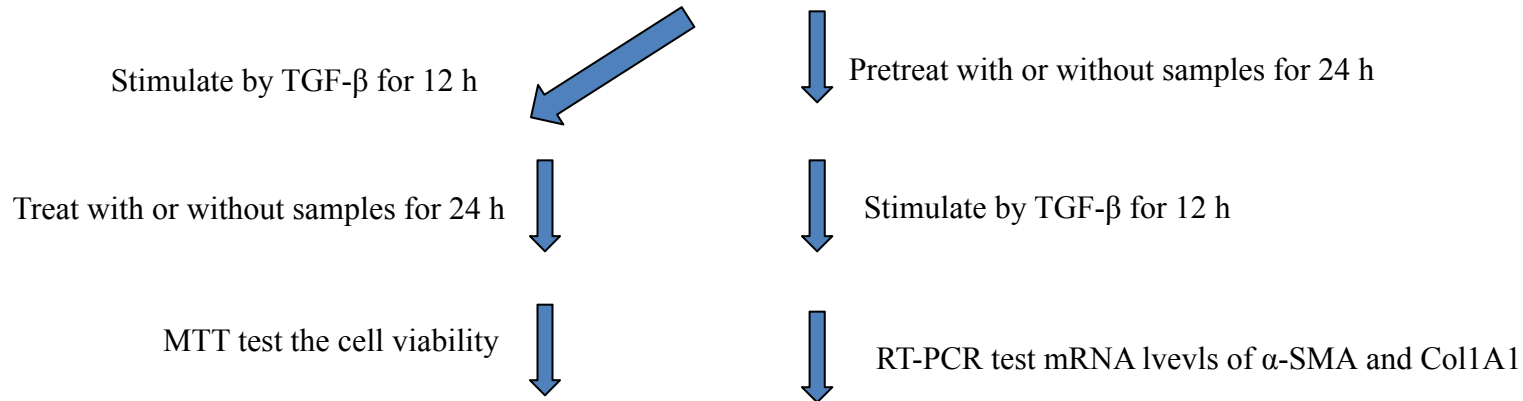 Stimulate by TGF-β for 12 h
Treat with or without samples for 24 h
MTT test the cell viability
Pretreat with or without samples for 24 h
Stimulate by TGF-β for 12 h
RT-PCR test mRNA lvevls of α-SMA and Col1A1